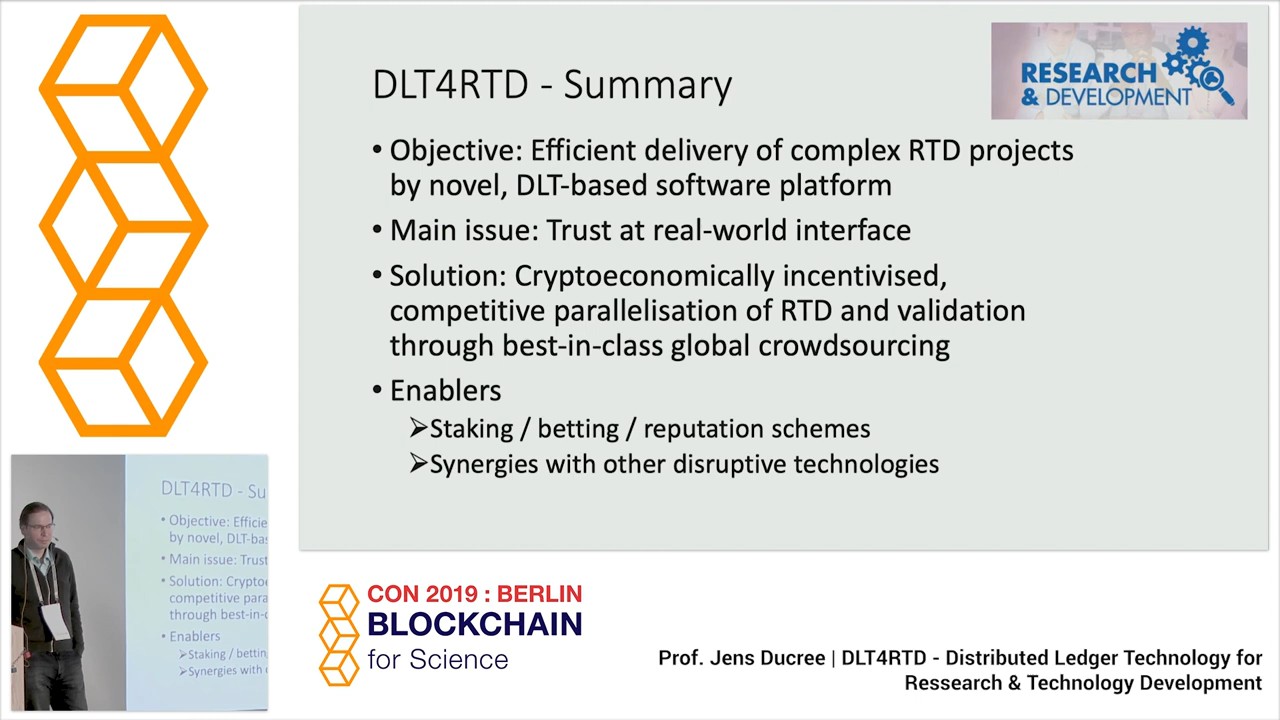 DLT4RTD - Summary
RESEARCH
& DEVELOPMENT
• Objective: Efficient delivery of complex RTD projects
by novel, DLT-based software platform
• Main issue: Trust at real-world interface
• Solution: Cryptoeconomically incentivised,
competitive parallelisation of RTD and validation
through best-in-class global crowdsourcing
• Enablers
➢Staking / betting / reputation schemes
➢Synergies with other disruptive technologies
DLT4RTD - Su
• Objective: Efficie
by novel, DLT-ba
• Main issue: Trust
• Solution: Crypto
competitive para
through best-in-c
• Enablers
➢Staking / bettin
➢Synergies with
CON 2019 : BERLIN
BLOCKCHAIN
for Science
Prof. Jens Ducree | DLT4RTD - Distributed Ledger Technology for
Ressearch & Technology Development